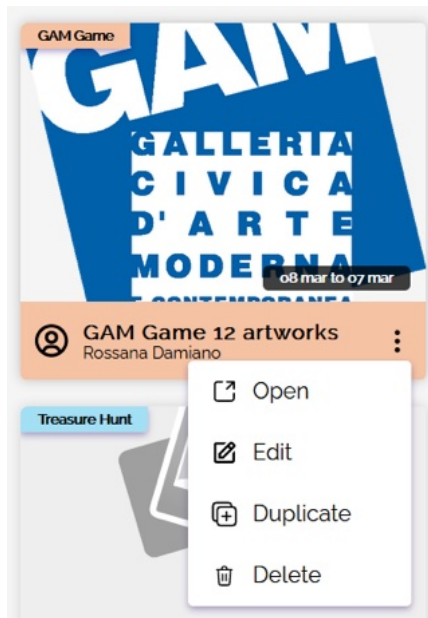 GAM Game
GAM
GALLERIA
CIVICA
D'ARTE
MODERNA
E CONTEMPORANEA
08 mar to 07 mar
GAM Game 12 artworks
Rossana Damiano
Open
Treasure Hunt
Edit
Duplicate
Delete